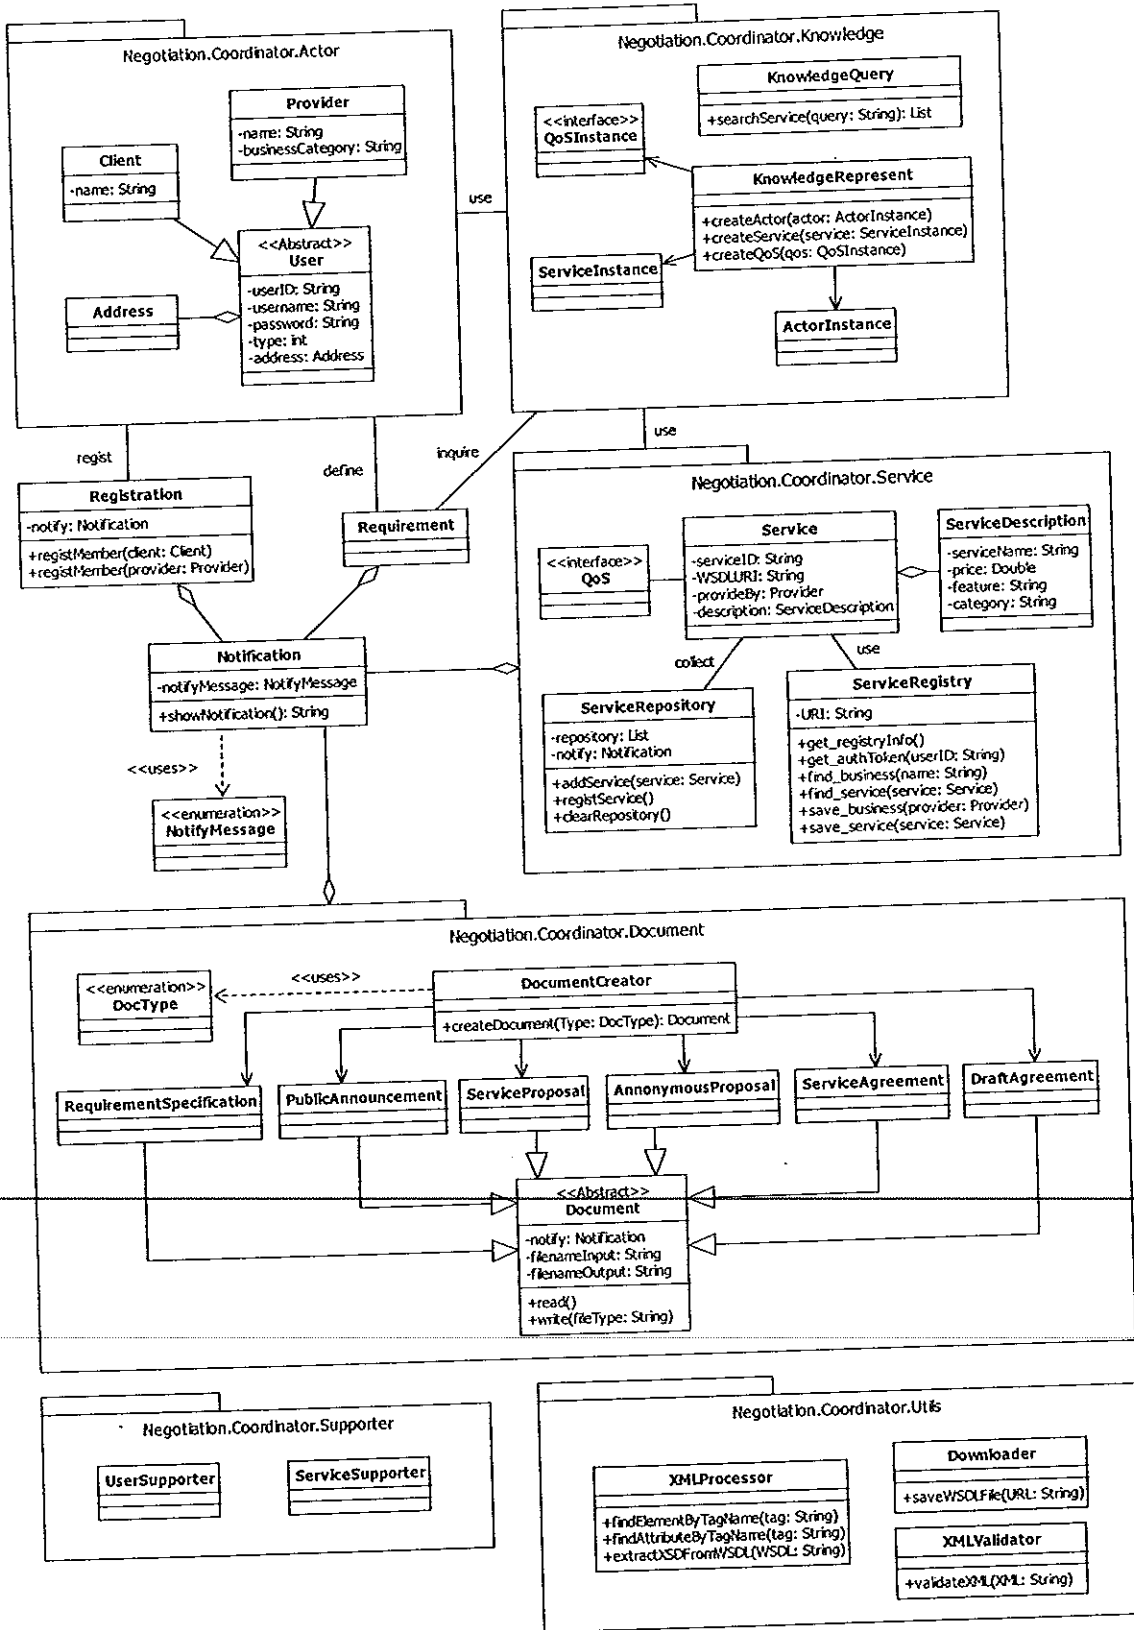 Negotiation.Coordinator.Actor
Provider
-name: String
-businessCategory: String
Client
-name: String
<<Abstract>>
User
-userID: String
-username: String
-password: String
-type: int
-address: Address
Address
use
Negotiation.Coordinator.Knowledge
KnowledgeQuery
+searchService(query: String): List
<<interface>>
QoSInstance
KnowledgeRepresent
+createActor(actor: ActorInstance)
+createService(service: ServiceInstance)
+createQoS(qos: QoSInstance)
ServiceInstance
ActorInstance
regist
define
inquire
use
Registration
-notify: Notification
+registMember(client: Client)
+registMember(provider: Provider)
Requirement
Notification
-notifyMessage: NotifyMessage
+showNotification(): String
<<uses>>
<<enumeration>>
NotifyMessage
Negotiation.Coordinator.Service
<<interface>>
QoS
Service
-serviceID: String
-WSDLURI: String
-provideBy: Provider
-description: ServiceDescription
ServiceDescription
-serviceName: String
-price: Double
-feature: String
-category: String
collect
use
ServiceRepository
-repository: List
-notify: Notification
+addService(service: Service)
+registService()
+clearRepository()
ServiceRegistry
-URI: String
+get_registryInfo()
+get_authToken(userID: String)
+find_business(name: String)
+find_service(service: Service)
+save_business(provider: Provider)
+save_service(service: Service)
Negotiation.Coordinator.Document
<<enumeration>>
DocType
<<uses>>
DocumentCreator
+createDocument(Type: DocType): Document
RequirementSpecification
PublicAnnouncement
ServiceProposal
AnnonymousProposal
ServiceAgreement
DraftAgreement
<<Abstract>>
Document
-notify: Notification
-filenameInput: String
-filenameOutput: String
+read()
+write(fileType: String)
Negotiation.Coordinator.Supporter
UserSupporter
ServiceSupporter
Negotiation.Coordinator.Utils
XMLProcessor
+findElementByTagName(tag: String)
+findAttributeByTagName(tag: String)
+extractXSDFromWSDL(WSDL: String)
Downloader
+saveWSDLFile(URL: String)
XMLValidator
+validateXML(XML: String)